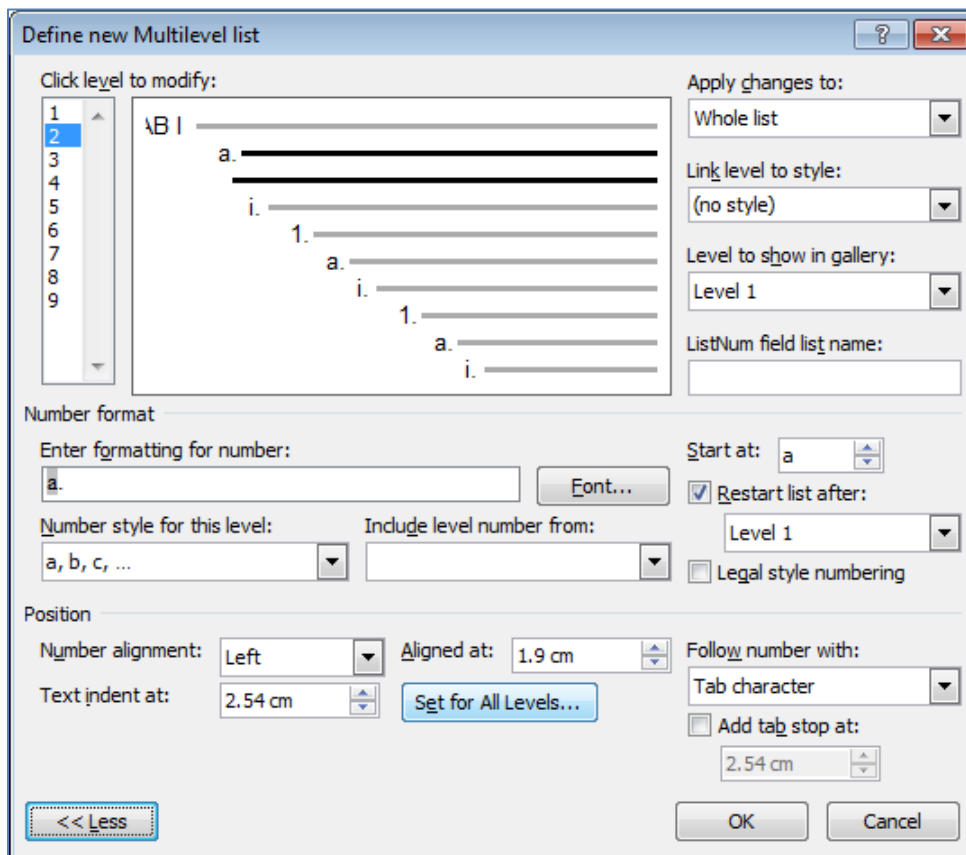 Define new Multilevel list
Click level to modify:
1
2
3
4
5
6
7
8
9
AB I
a.
i.
1.
a.
i.
1.
a.
i.
Apply changes to:
Whole list
Link level to style:
(no style)
Level to show in gallery:
Level 1
ListNum field list name:
Number format
Enter formatting for number:
a.
Font...
Start at: a
Restart list after:
Level 1
Number style for this level:
a, b, c, ...
Include level number from:
Legal style numbering
Position
Number alignment: Left
Aligned at: 1.9 cm
Text indent at: 2.54 cm
Set for All Levels...
Follow number with:
Tab character
Add tab stop at:
2.54 cm
<< Less
OK
Cancel